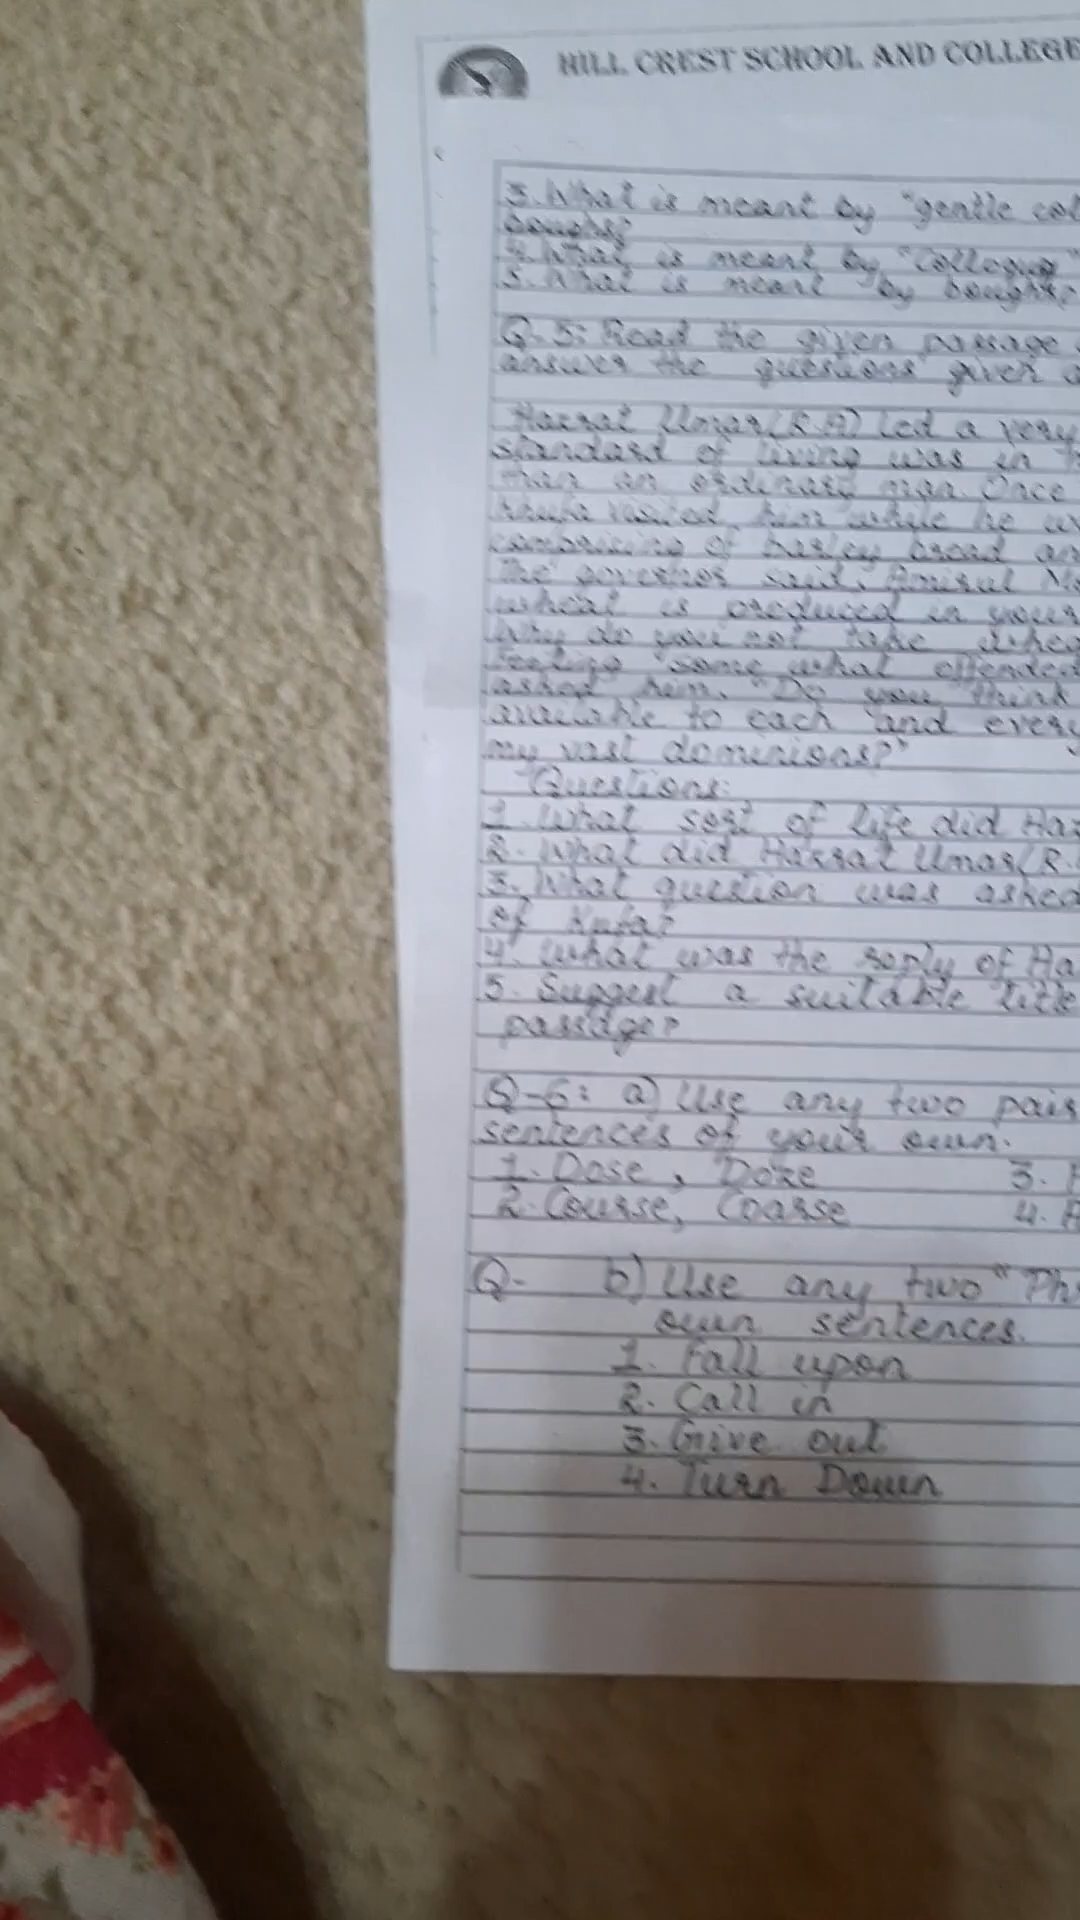 HILL CREST SCHOOL AND COLLEGE
3. What is meant by "gentle col
boughs?
4. What is meant by "Colloquy"
5. What is meant by boughs?
Q-5: Read the given passage
answer the questions given
Hazrat Umar(R.A) led a very
standard of living was in
than an ordinary man. Once
khufa visited him while he
comprising of barley bread an
The governor said, Amirul
wheat is produced in your
Why do you not take
feeling some what offended
asked him, "Do you think
available to each and every
my vast dominions?"
Questions:
1. What sort of life did Haz
2. What did Hazrat Umar(R.
3. What question was asked
of Kufa?
4. What was the reply of Ha
5. Suggest a suitable title
passage?
Q-6: a) Use any two pair
sentences of your own.
1. Dose, Doze 3.
2. Course, Coarse 4.
Q- b) Use any two "Phr
own sentences.
1. Fall upon
2. Call in
3. Give out
4. Turn Down